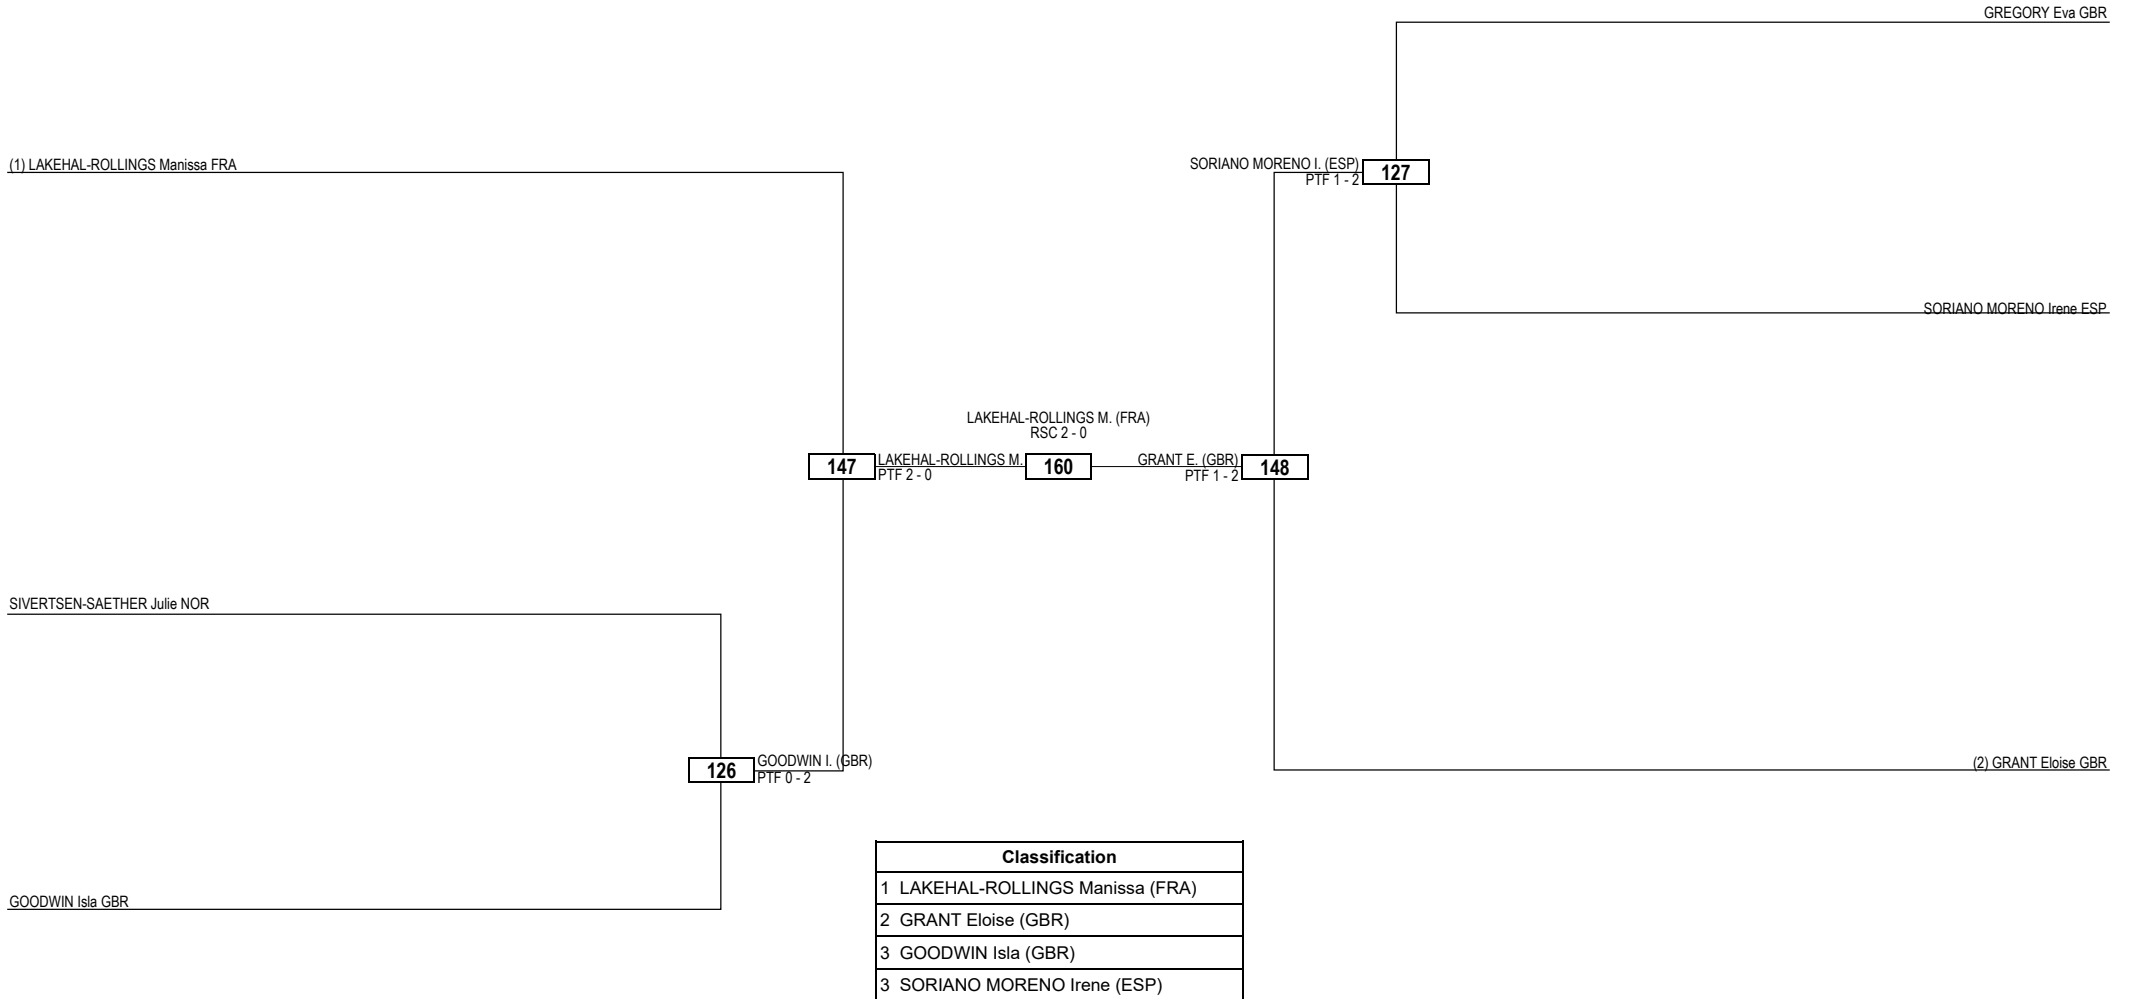 GREGORY Eva GBR
(1) LAKEHAL-ROLLINGS Manissa FRA
SORIANO MORENO I. (ESP)
PTF 1 - 2
127
SORIANO MORENO Irene ESP
LAKEHAL-ROLLINGS M. (FRA)
RSC 2 - 0
147
LAKEHAL-ROLLINGS M.
PTF 2 - 0
160
GRANT E. (GBR)
PTF 1 - 2
148
SIVERTSEN-SAETHER Julie NOR
126
GOODWIN I. (GBR)
PTF 0 - 2
(2) GRANT Eloise GBR
GOODWIN Isla GBR
Classification
1 LAKEHAL-ROLLINGS Manissa (FRA)
2 GRANT Eloise (GBR)
3 GOODWIN Isla (GBR)
3 SORIANO MORENO Irene (ESP)